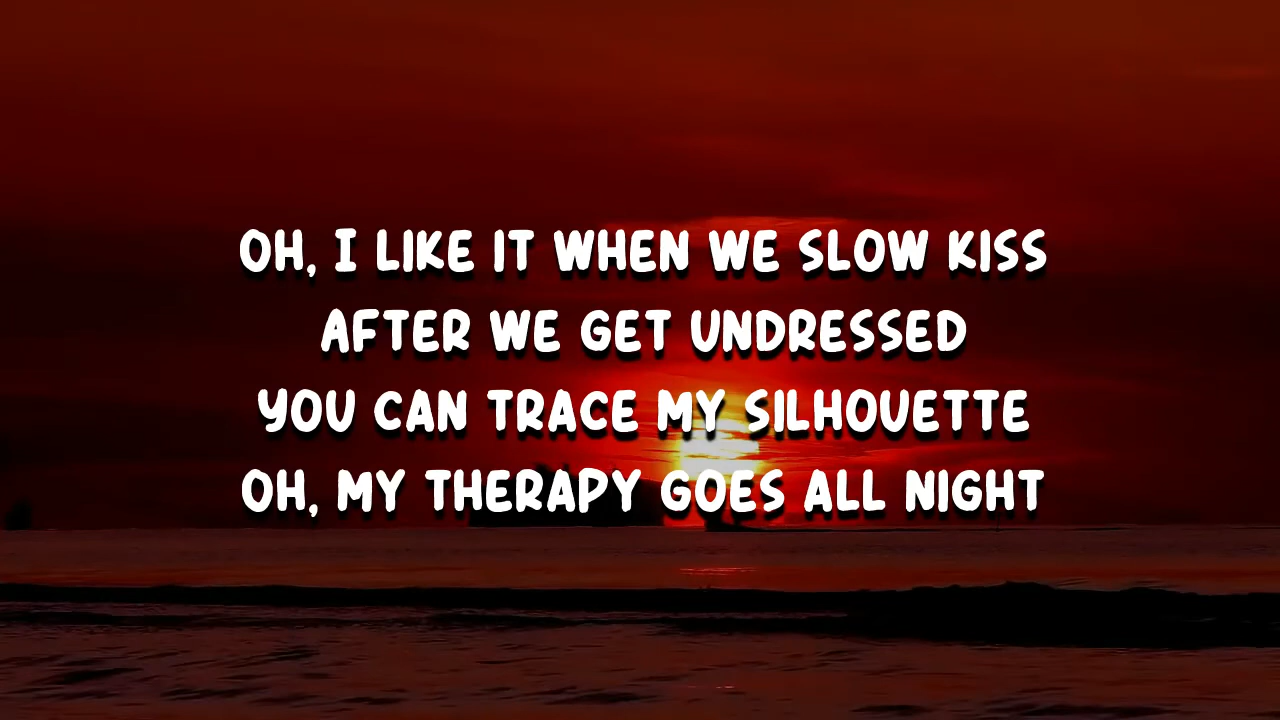 OH, I LIKE IT WHEN WE SLOW KISS
AFTER WE GET UNDRESSED
YOU CAN TRACE MY SILHOUETTE
OH, MY THERAPY GOES ALL NIGHT